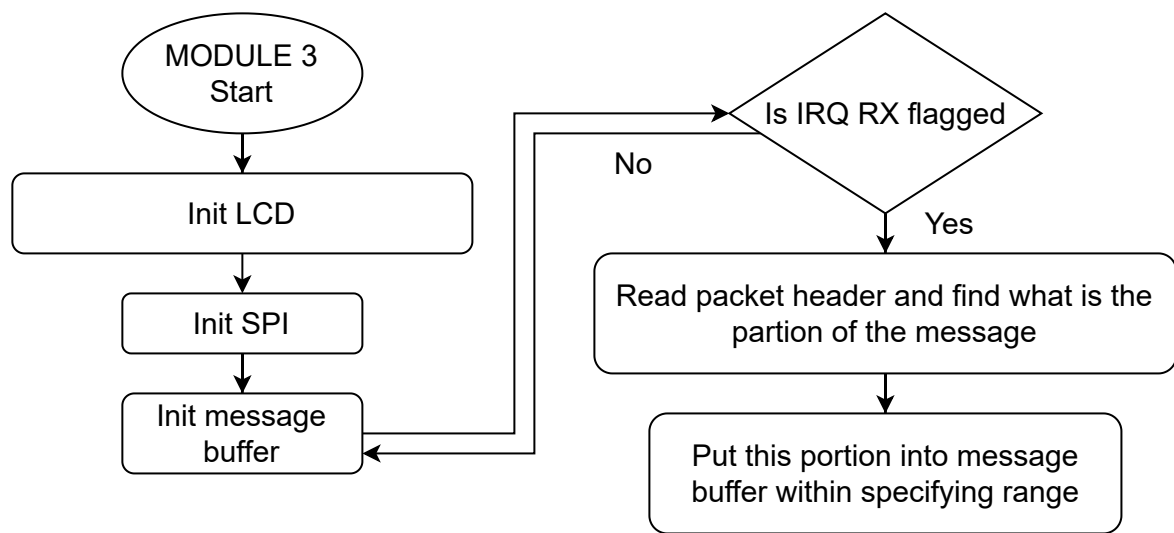 MODULE 3
Start
Init LCD
Init SPI
Init message
buffer
Is IRQ RX flagged
No
Yes
Read packet header and find what is the
partion of the message
Put this portion into message
buffer within specifying range